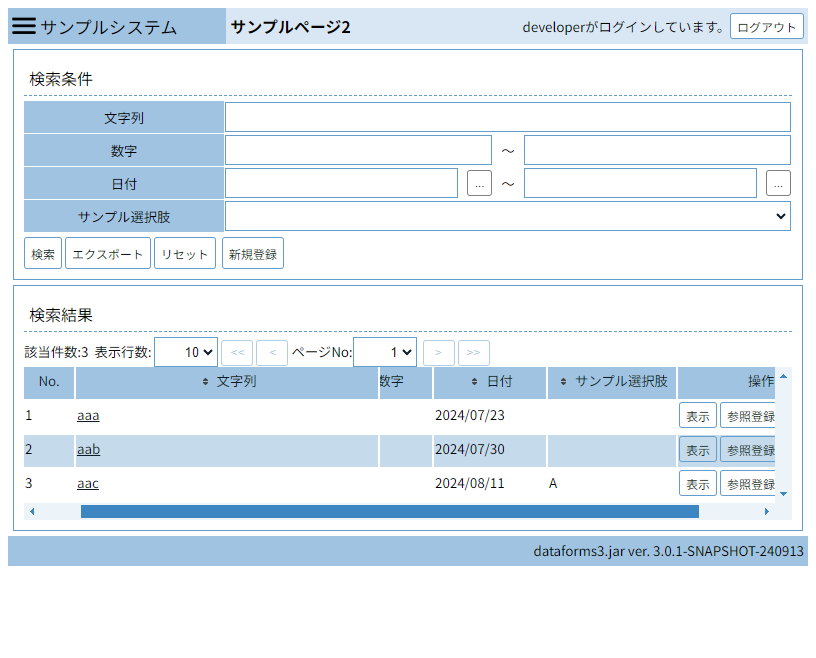 サンプルシステム サンプルページ2 developerがログインしています。 ログアウト
検索条件
文字列
数字 ～
日付 ... ～ ...
サンプル選択肢
検索 エクスポート リセット 新規登録
検索結果
該当件数:3 表示行数: 10 << < ページNo: 1 > >>
No. 文字列 数字 日付 サンプル選択肢 操作
1 aaa 2024/07/23 表示 参照登録
2 aab 2024/07/30 表示 参照登録
3 aac 2024/08/11 A 表示 参照登録
dataforms3.jar ver. 3.0.1-SNAPSHOT-240913